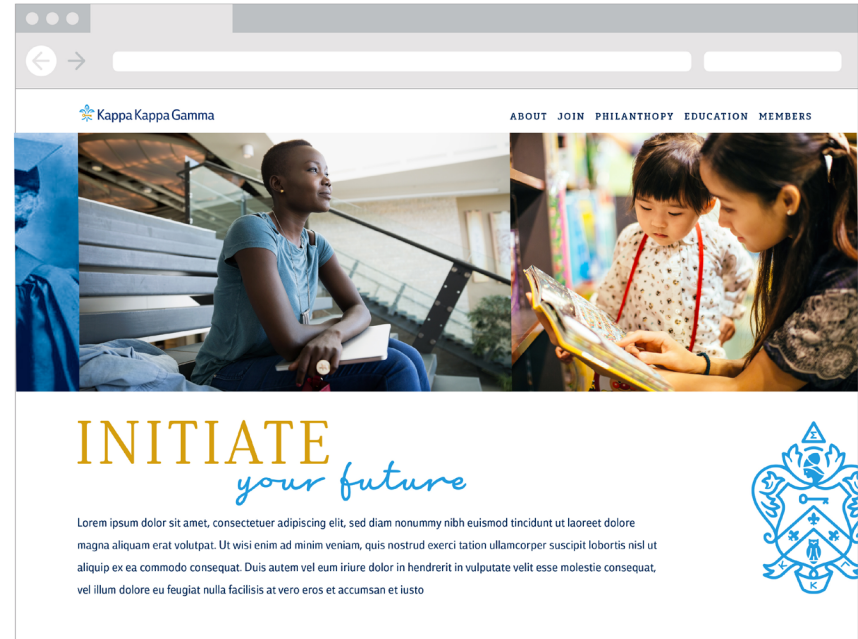 Kappa Kappa Gamma
ABOUT JOIN PHILANTHOPY EDUCATION MEMBERS
INITIATE
your future
Lorem ipsum dolor sit amet, consectetuer adipiscing elit, sed diam nonummy nibh euismod tincidunt ut laoreet dolore
magna aliquam erat volutpat. Ut wisi enim ad minim veniam, quis nostrud exerci tation ullamcorper suscipit lobortis nisl ut
aliquip ex ea commodo consequat. Duis autem vel eum iriure dolor in hendrerit in vulputate velit esse molestie consequat,
vel illum dolore eu feugiat nulla facilisis at vero eros et accumsan et iusto
Σ
K K Γ